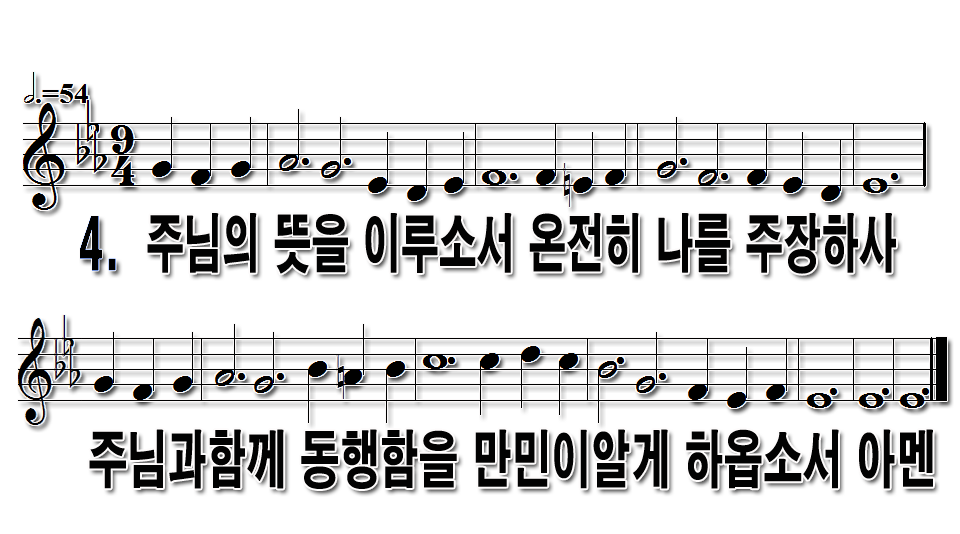 ♩.=54
9
4
4. 주님의 뜻을 이루소서 온전히 나를 주장하사
주님과함께 동행함을 만민이알게 하옵소서 아멘